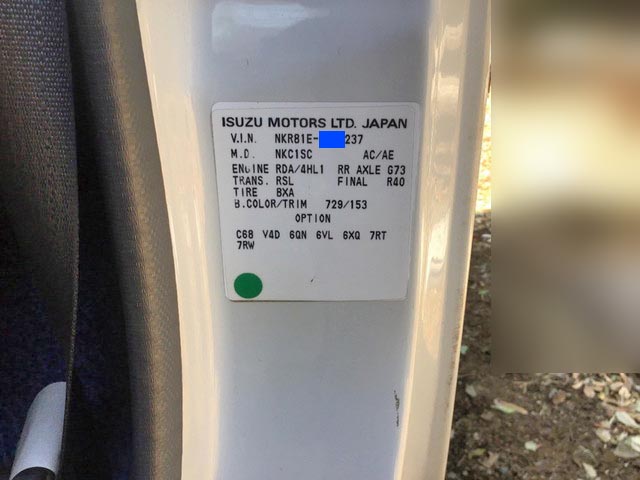 ISUZU MOTORS LTD. JAPAN
V.I.N. NKR81E- 237
M.D. NKC1SC AC/AE
ENGINE RDA/4HL1 RR AXLE G73
TRANS. RSL FINAL R40
TIRE BXA
B.COLOR/TRIM 729/153
OPTION
C68 V4D 6QN 6VL 6XQ 7RT
7RW